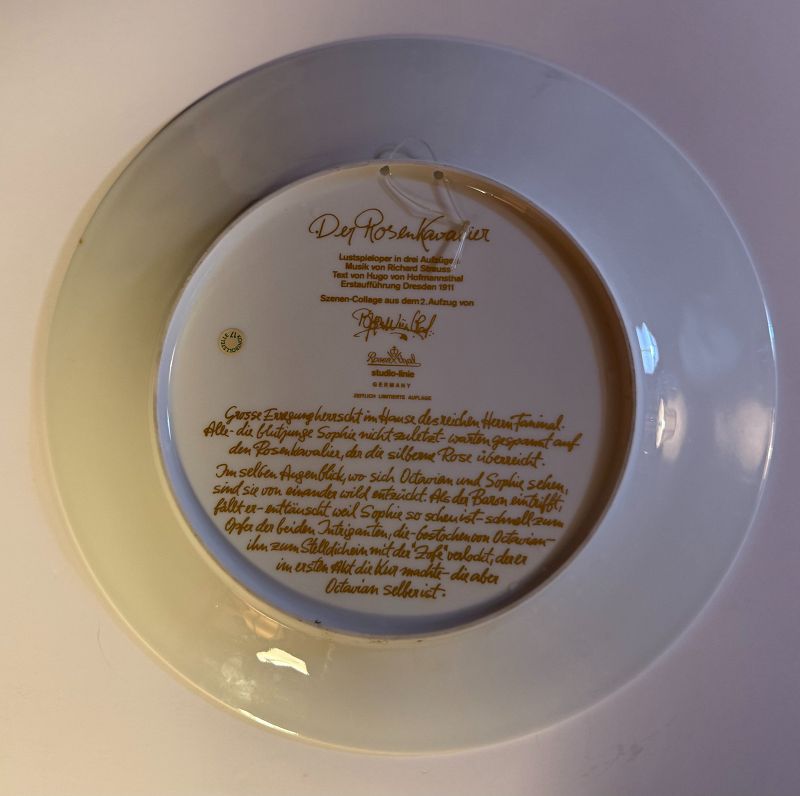 Der Rosenkavalier
Lustspieloper in drei Aufzügen
Musik von Richard Strauss
Text von Hugo von Hofmannsthal
Erstaufführung Dresden 1911
Szenen-Collage aus dem 2. Aufzug von
Björn Wiinblad
Rosenthal
studio-linie
GERMANY
ZEITLICH LIMITIERTE AUFLAGE
Grosse Erregung herrscht im Hause des reichen Herrn Faninal.
Alle - die blutjunge Sophie nicht zuletzt - warten gespannt auf
den Rosenkavalier, der die silberne Rose überreicht.
Im selben Augenblick, wo sich Octavian und Sophie sehen,
sind sie von einander wild entzückt. Als der Baron eintrifft,
fällt er - enttäuscht weil Sophie so scheu ist - schnell zum
Opfer der beiden Intriganten, die - bestochen von Octavian -
ihn zum Stelldichein mit der "Zofe" verlockt, der er
im ersten Akt die Kur machte - die aber
Octavian selber ist.